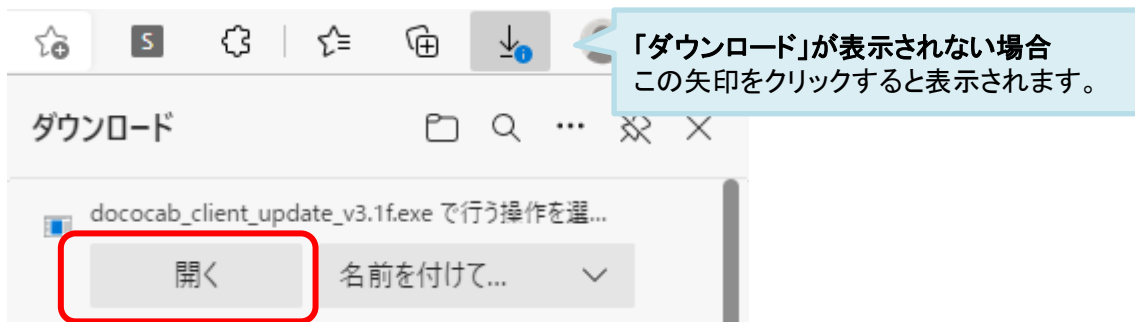 S
「ダウンロード」が表示されない場合
この矢印をクリックすると表示されます。
ダウンロード
dococab_client_update_v3.1f.exe で行う操作を選...
開く
名前を付けて...